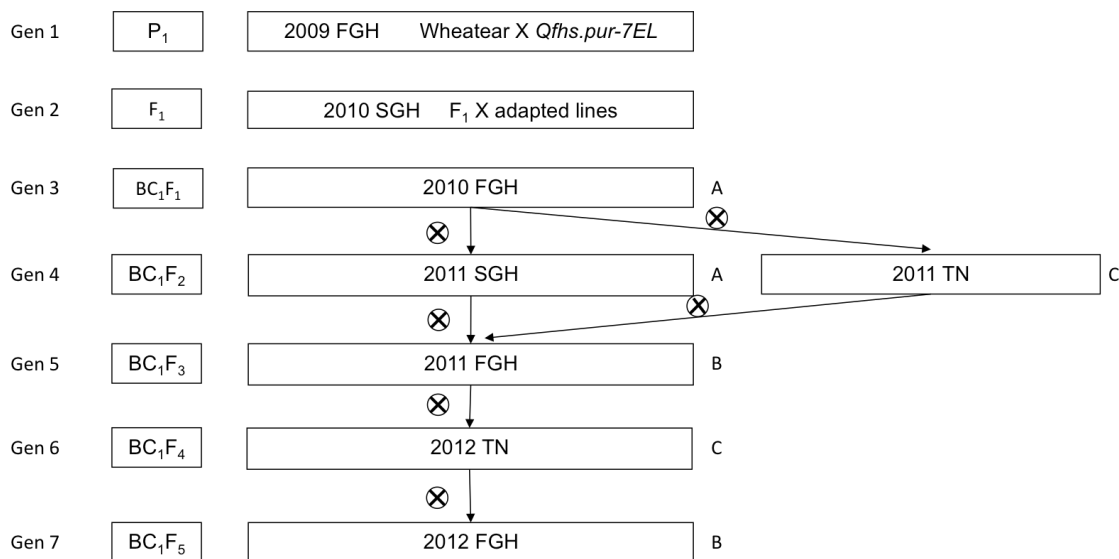 Gen 1 P₁ 2009 FGH Wheatear X Qfhs.pur-7EL
Gen 2 F₁ 2010 SGH F₁ X adapted lines
Gen 3 BC₁F₁ 2010 FGH A
Gen 4 BC₁F₂ 2011 SGH A 2011 TN C
Gen 5 BC₁F₃ 2011 FGH B
Gen 6 BC₁F₄ 2012 TN C
Gen 7 BC₁F₅ 2012 FGH B